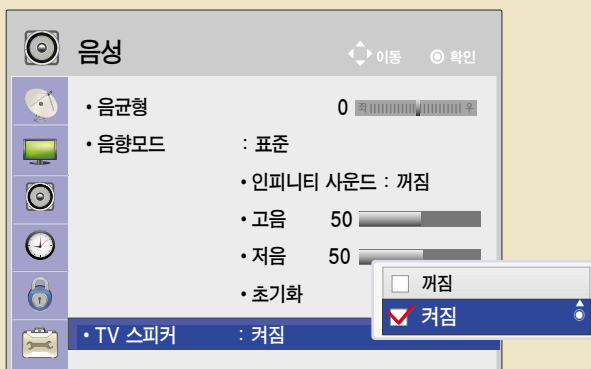 음성 이동 확인
• 음균형 0 좌 우
• 음향모드 : 표준
• 인피니티 사운드 : 꺼짐
• 고음 50
• 저음 50
• 초기화
• TV 스피커 : 켜짐
꺼짐
켜짐